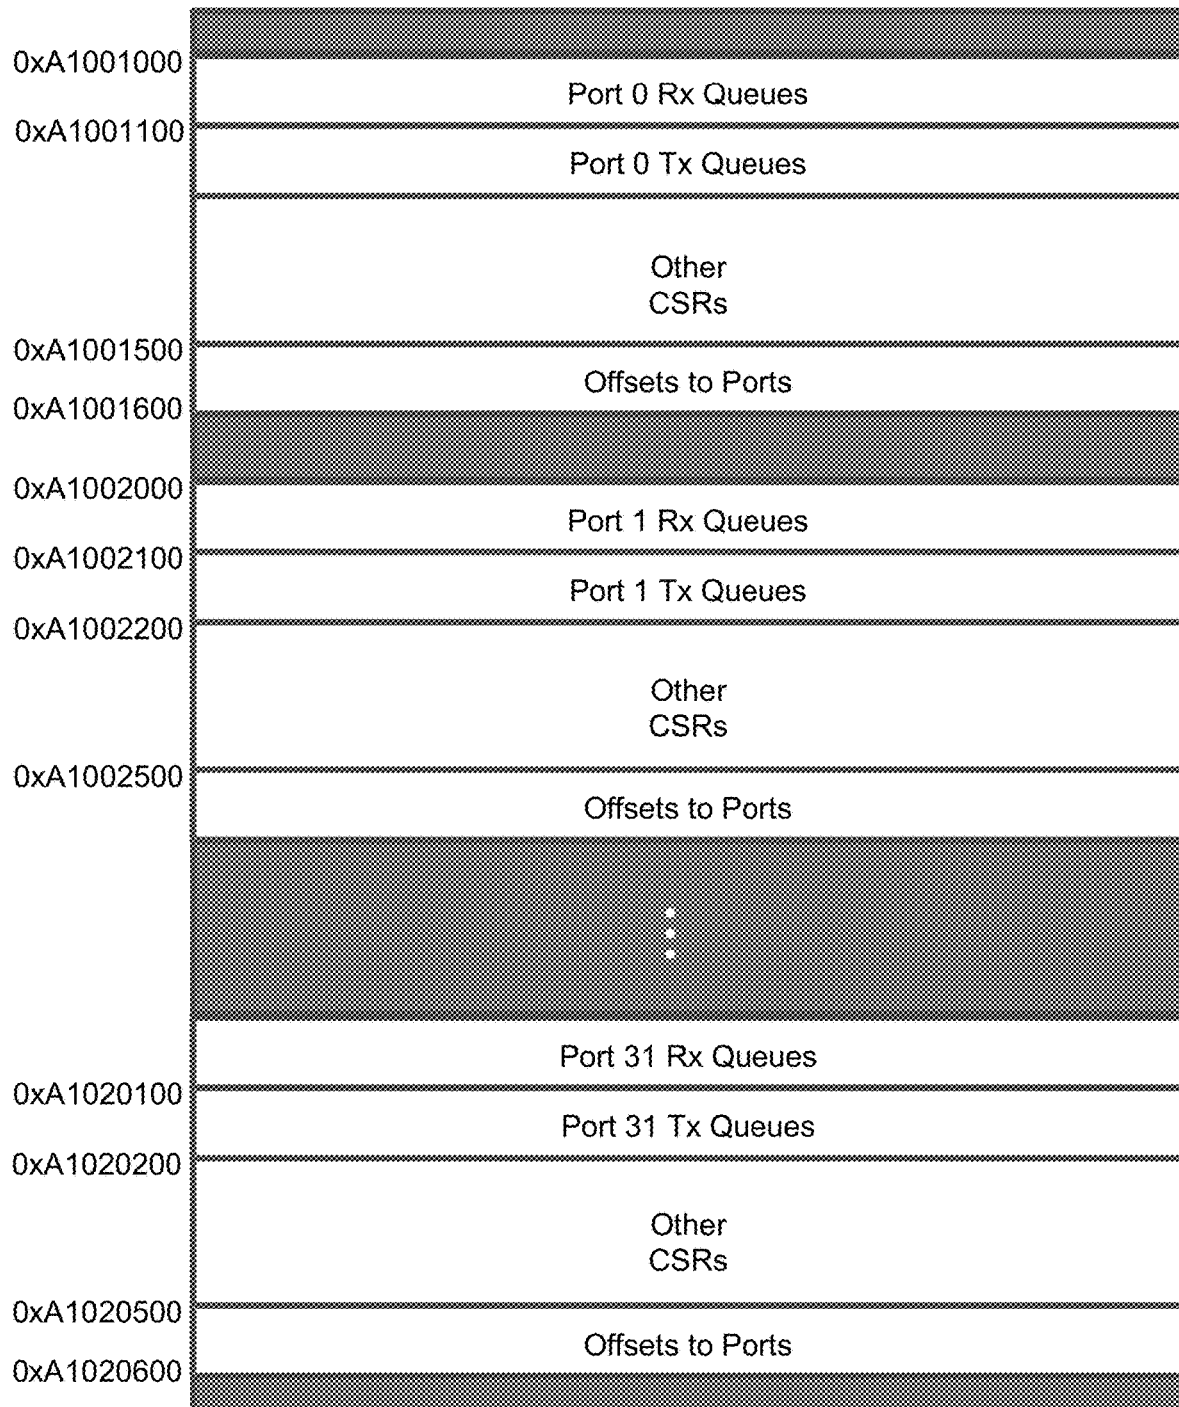 0xA1001000
Port 0 Rx Queues
0xA1001100
Port 0 Tx Queues
Other
CSRs
0xA1001500
Offsets to Ports
0xA1001600
0xA1002000
Port 1 Rx Queues
0xA1002100
Port 1 Tx Queues
0xA1002200
Other
CSRs
0xA1002500
Offsets to Ports
Port 31 Rx Queues
0xA1020100
Port 31 Tx Queues
0xA1020200
Other
CSRs
0xA1020500
Offsets to Ports
0xA1020600